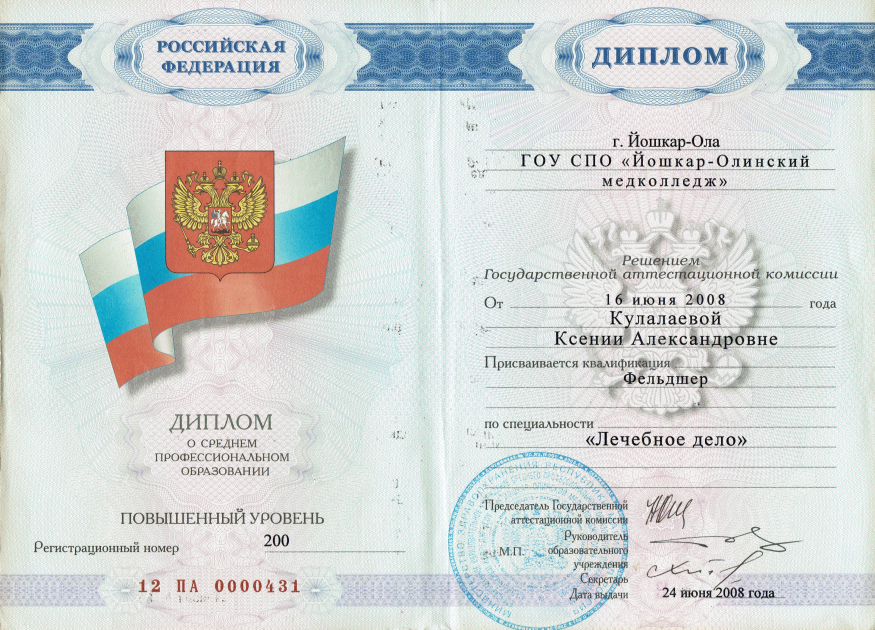 РОССИЙСКАЯ
ФЕДЕРАЦИЯ
ДИПЛОМ
О СРЕДНЕМ
ПРОФЕССИОНАЛЬНОМ
ОБРАЗОВАНИИ
ПОВЫШЕННЫЙ УРОВЕНЬ
Регистрационный номер 200
12 ПА 0000431
ДИПЛОМ
г. Йошкар-Ола
ГОУ СПО «Йошкар-Олинский
медколледж»
Решением
Государственной аттестационной комиссии
От 16 июня 2008 года
Кулалаевой
Ксении Александровне
Присваивается квалификация
Фельдшер
по специальности
«Лечебное дело»
Председатель Государственной
аттестационной комиссии
Руководитель
М.П. образовательного
учреждения
Секретарь
Дата выдачи 24 июня 2008 года